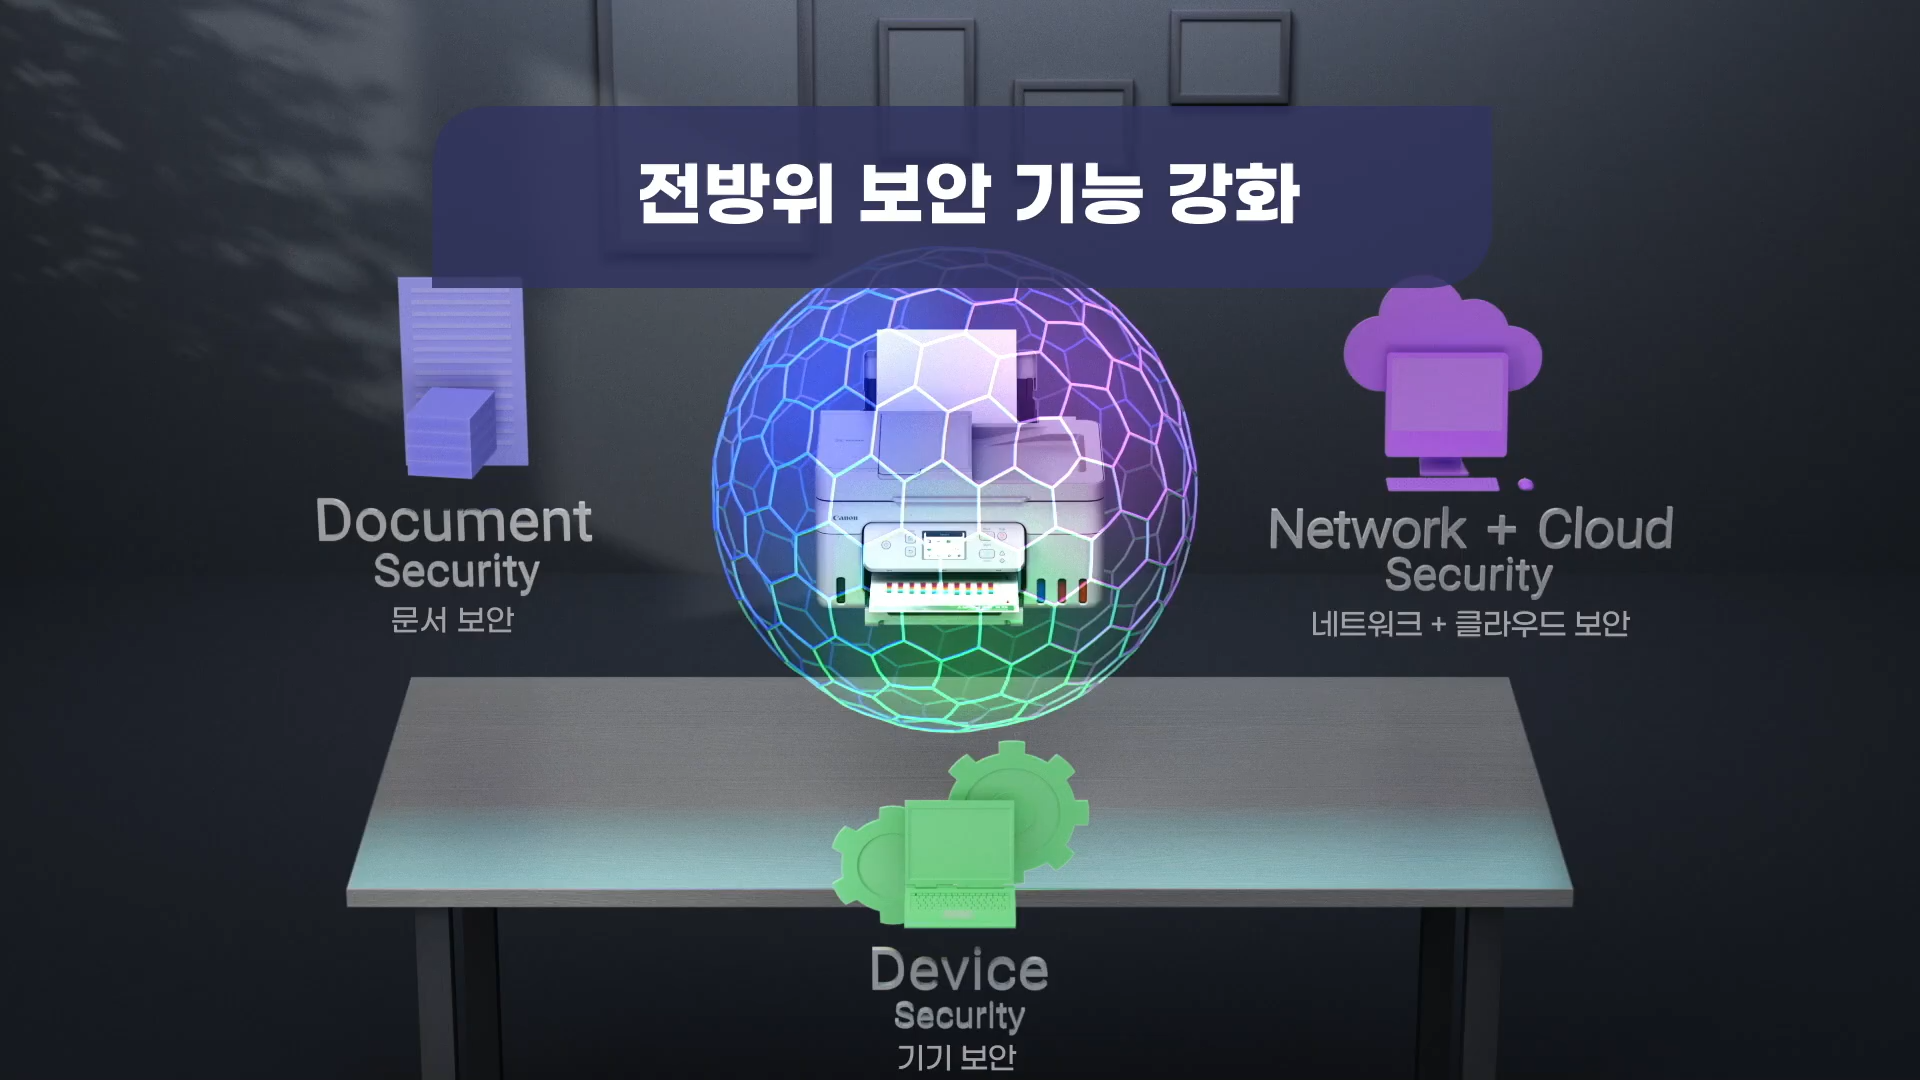 전방위 보안 기능 강화
Document
Security
문서 보안
Canon
Network + Cloud
Security
네트워크 + 클라우드 보안
Device
Security
기기 보안